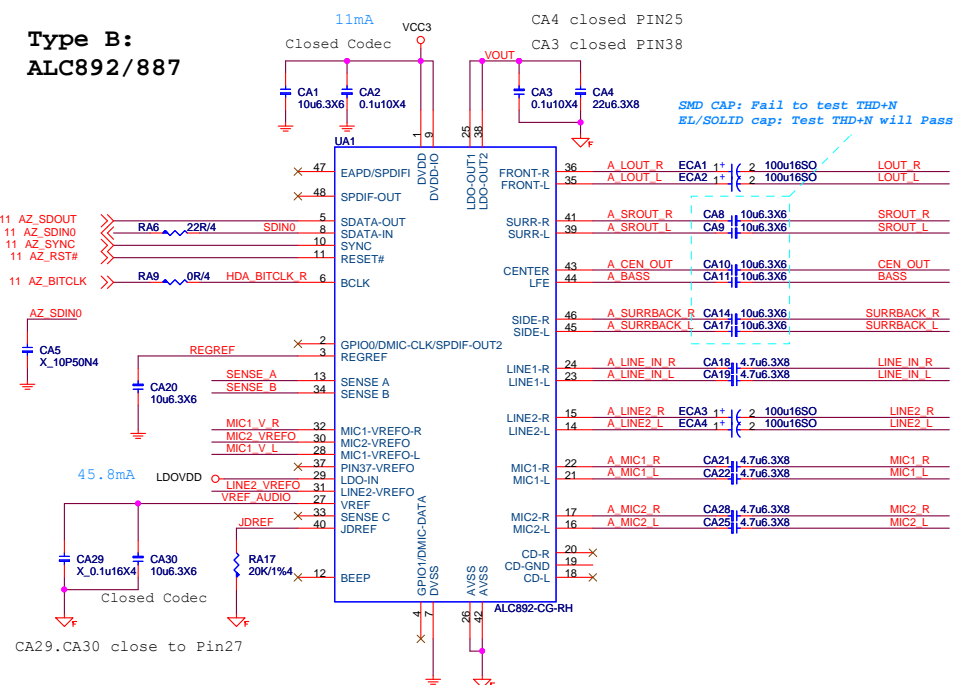 Type B:
ALC892/887
11mA
Closed Codec
VCC3
CA1
10u6.3X6
CA2
0.1u10X4
CA4 closed PIN25
CA3 closed PIN38
VOUT
CA3
0.1u10X4
CA4
22u6.3X8
F
SMD CAP: Fail to test THD+N
EL/SOLID cap: Test THD+N will Pass
UA1
1
9
25
38
DVDD
DVDD-IO
LDO-OUT1
LDO-OUT2
47 EAPD/SPDIFI
48 SPDIF-OUT
11 AZ_SDOUT 5 SDATA-OUT
11 AZ_SDIN0 RA6 22R/4 SDIN0 8 SDATA-IN
11 AZ_SYNC 10 SYNC
11 AZ_RST# 11 RESET#
11 AZ_BITCLK RA9 0R/4 HDA_BITCLK_R 6 BCLK
AZ_SDIN0
CA5
X_10P50N4
2 GPIO0/DMIC-CLK/SPDIF-OUT2
REGREF 3 REGREF
CA20
10u6.3X6
SENSE_A 13 SENSE A
SENSE_B 34 SENSE B
MIC1_V_R 32 MIC1-VREFO-R
MIC2_VREFO 30 MIC2-VREFO
MIC1_V_L 28 MIC1-VREFO-L
37 PIN37-VREFO
45.8mA
LDOVDD 29 LDO-IN
LINE2_VREFO 31 LINE2-VREFO
VREF_AUDIO 27 VREF
33 SENSE C
JDREF 40 JDREF
CA29
X_0.1u16X4
CA30
10u6.3X6
RA17
20K/1%4
12 BEEP
Closed Codec
F
F
CA29.CA30 close to Pin27
FRONT-R 36 A_LOUT_R ECA1 1 + 2 100u16SO LOUT_R
FRONT-L 35 A_LOUT_L ECA2 1 + 2 100u16SO LOUT_L
SURR-R 41 A_SROUT_R CA8 10u6.3X6 SROUT_R
SURR-L 39 A_SROUT_L CA9 10u6.3X6 SROUT_L
CENTER 43 A_CEN_OUT CA10 10u6.3X6 CEN_OUT
LFE 44 A_BASS CA11 10u6.3X6 BASS
SIDE-R 46 A_SURRBACK_R CA14 10u6.3X6 SURRBACK_R
SIDE-L 45 A_SURRBACK_L CA17 10u6.3X6 SURRBACK_L
LINE1-R 24 A_LINE_IN_R CA18 4.7u6.3X8 LINE_IN_R
LINE1-L 23 A_LINE_IN_L CA19 4.7u6.3X8 LINE_IN_L
LINE2-R 15 A_LINE2_R ECA3 1 + 2 100u16SO LINE2_R
LINE2-L 14 A_LINE2_L ECA4 1 + 2 100u16SO LINE2_L
MIC1-R 22 A_MIC1_R CA21 4.7u6.3X8 MIC1_R
MIC1-L 21 A_MIC1_L CA22 4.7u6.3X8 MIC1_L
MIC2-R 17 A_MIC2_R CA28 4.7u6.3X8 MIC2_R
MIC2-L 16 A_MIC2_L CA25 4.7u6.3X8 MIC2_L
CD-R 20
CD-GND 19
CD-L 18
GPIO1/DMIC-DATA
DVSS
AVSS
AVSS
4
7
26
42
ALC892-CG-RH
F